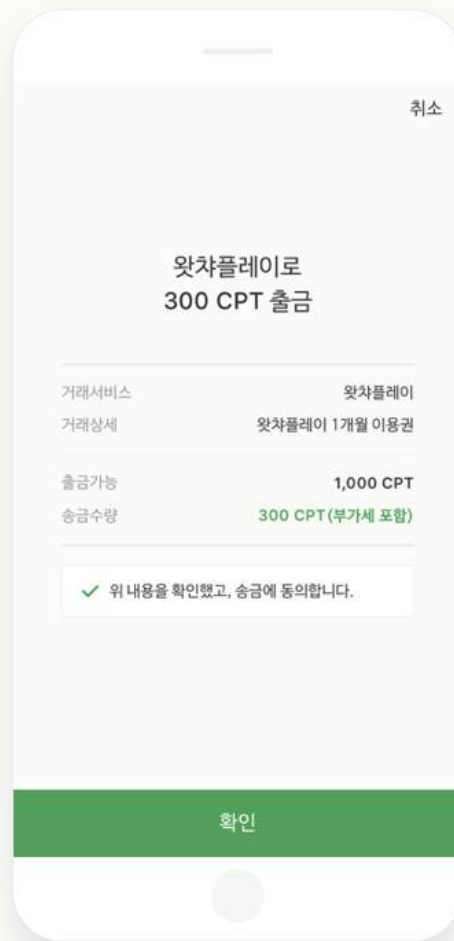 취소
왓챠플레이로
300 CPT 출금
거래서비스 왓챠플레이
거래상세 왓챠플레이 1개월 이용권
출금가능 1,000 CPT
송금수량 300 CPT(부가세 포함)
위 내용을 확인했고, 송금에 동의합니다.
확인